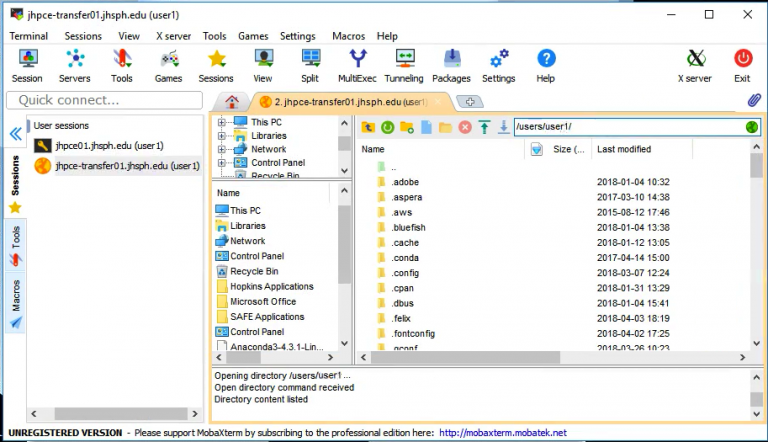 jhpce-transfer01.jhsph.edu (user1)
Terminal Sessions View X server Tools Games Settings Macros Help
Session Servers Tools Games Sessions View Split MultiExec Tunneling Packages Settings Help X server Exit
Quick connect...
2. jhpce-transfer01.jhsph.edu (user1)
User sessions
jhpce01.jhsph.edu (user1)
jhpce-transfer01.jhsph.edu (user1)
Sessions
Tools
Macros
This PC
Libraries
Network
Control Panel
Recycle Bin
Name
This PC
Libraries
Network
Control Panel
Recycle Bin
Hopkins Applications
Microsoft Office
SAFE Applications
Control Panel
Anaconda3-4.3.1-Lin...
/users/user1/
Name Size (... Last modified
..
.adobe 2018-01-04 10:32
.aspera 2017-03-10 14:38
.aws 2015-08-12 17:46
.bluefish 2018-01-04 13:38
.cache 2018-01-12 13:05
.conda 2017-04-14 15:00
.config 2018-03-07 12:24
.cpan 2018-01-31 13:29
.dbus 2018-01-04 15:41
.felix 2018-04-03 18:19
.fontconfig 2018-04-02 17:25
.gconf 2018-03-26 10:23
Opening directory /users/user1 ...
Open directory command received
Directory content listed
UNREGISTERED VERSION - Please support MobaXterm by subscribing to the professional edition here: http://mobaxterm.mobatek.net